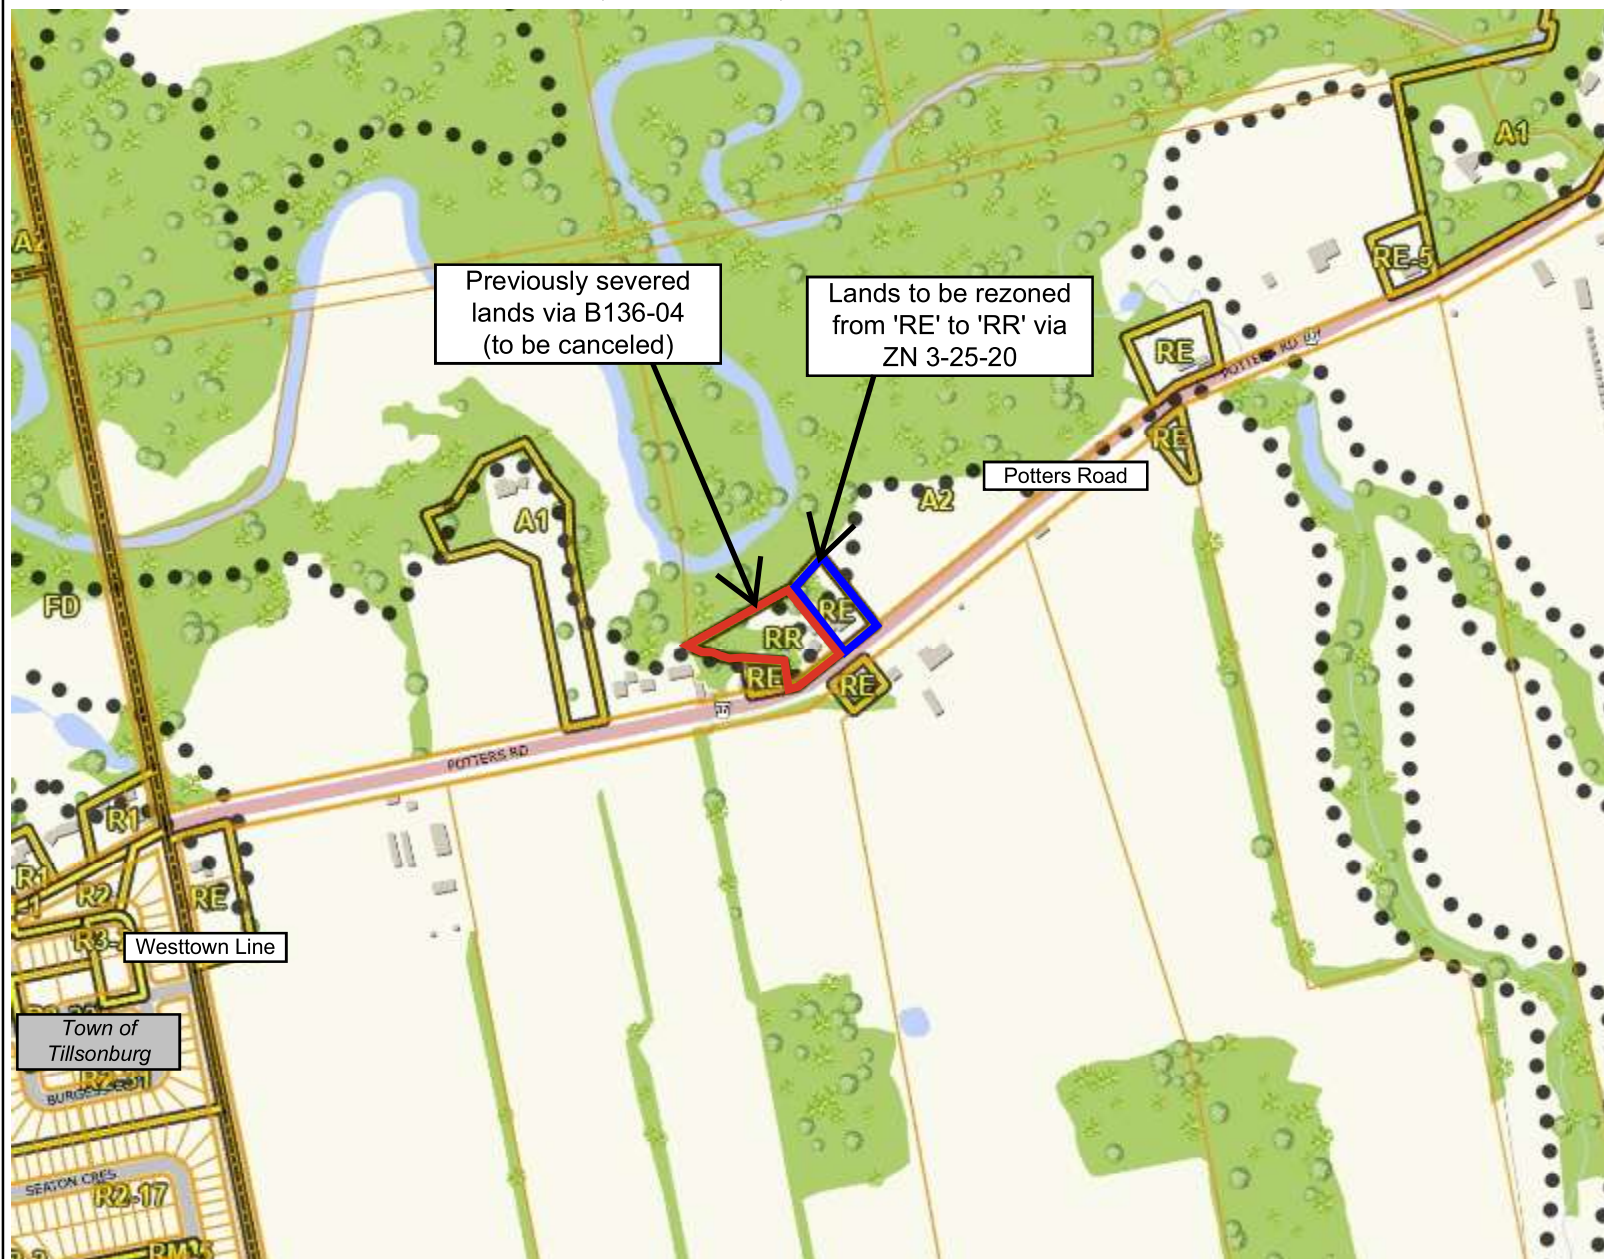 A1
A2
RE-5
Previously severed
lands via B136-04
(to be canceled)
Lands to be rezoned
from 'RE' to 'RR' via
ZN 3-25-20
RE
POTTERS RD
37
RE
Potters Road
A2
A1
FD
RE
RR
RE
RE
37
POTTERS RD
R1
R1
R2
RE
Westtown Line
Town of
Tillsonburg
SEATON CRES
R2-17